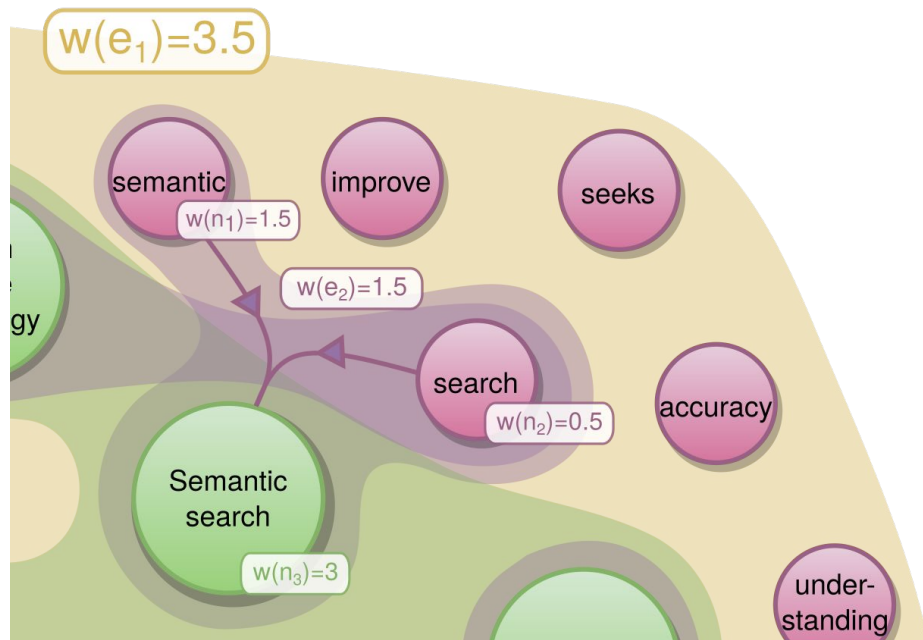 w(e₁)=3.5
semantic
improve
seeks
w(n₁)=1.5
w(e₂)=1.5
gy
search
accuracy
w(n₂)=0.5
Semantic
search
w(n₃)=3
under-
standing